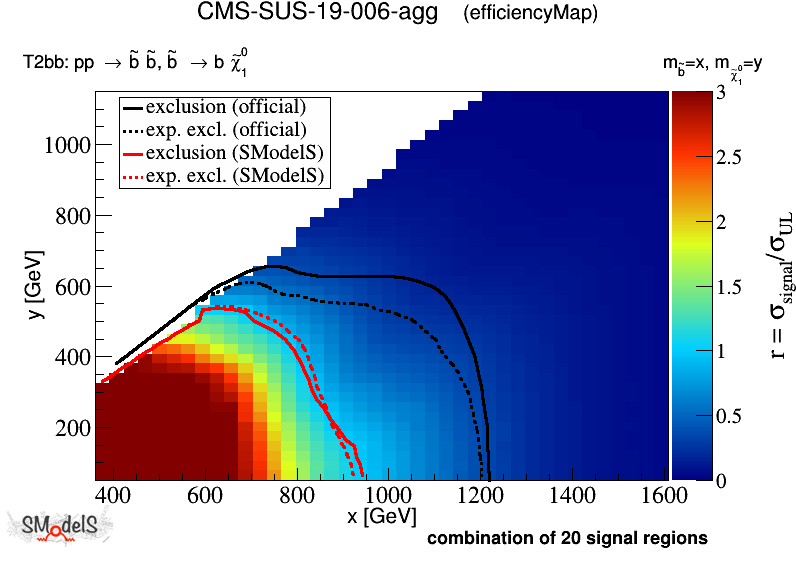 CMS-SUS-19-006-agg (efficiencyMap)
T2bb: pp → b̃ b̃, b̃ → b χ̃₁⁰
m_b̃=x, m_χ̃₁⁰=y
exclusion (official)
exp. excl. (official)
exclusion (SModelS)
exp. excl. (SModelS)
1000
800
600
400
200
y [GeV]
400 600 800 1000 1200 1400 1600
x [GeV]
3
2.5
2
1.5
1
0.5
0
r = σ_signal/σ_UL
SModelS
combination of 20 signal regions